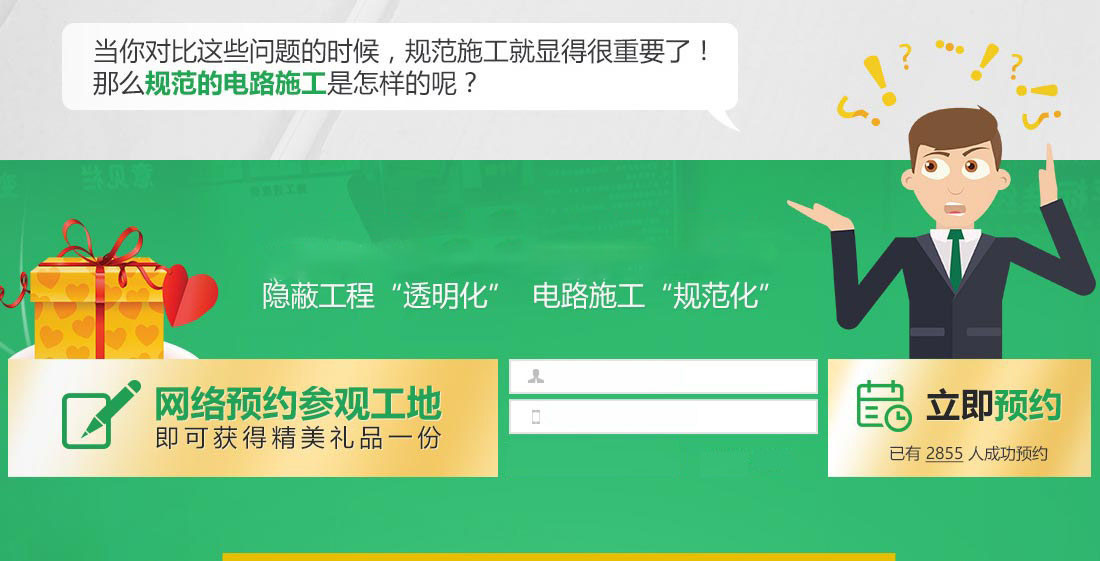 当你对比这些问题的时候，规范施工就显得很重要了！
那么规范的电路施工是怎样的呢？
意见栏
隐蔽工程“透明化” 电路施工“规范化”
网络预约参观工地
即可获得精美礼品一份
立即预约
已有 2855 人成功预约